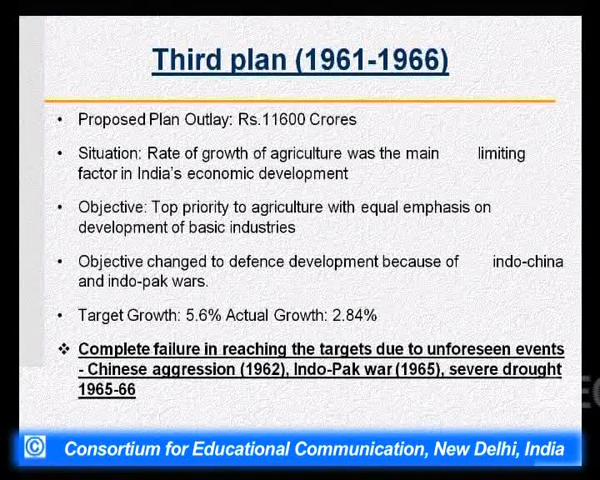 Third plan (1961-1966)
• Proposed Plan Outlay: Rs.11600 Crores
• Situation: Rate of growth of agriculture was the main limiting
factor in India's economic development
• Objective: Top priority to agriculture with equal emphasis on
development of basic industries
• Objective changed to defence development because of indo-china
and indo-pak wars.
• Target Growth: 5.6% Actual Growth: 2.84%
❖ Complete failure in reaching the targets due to unforeseen events
- Chinese aggression (1962), Indo-Pak war (1965), severe drought
1965-66
© Consortium for Educational Communication, New Delhi, India